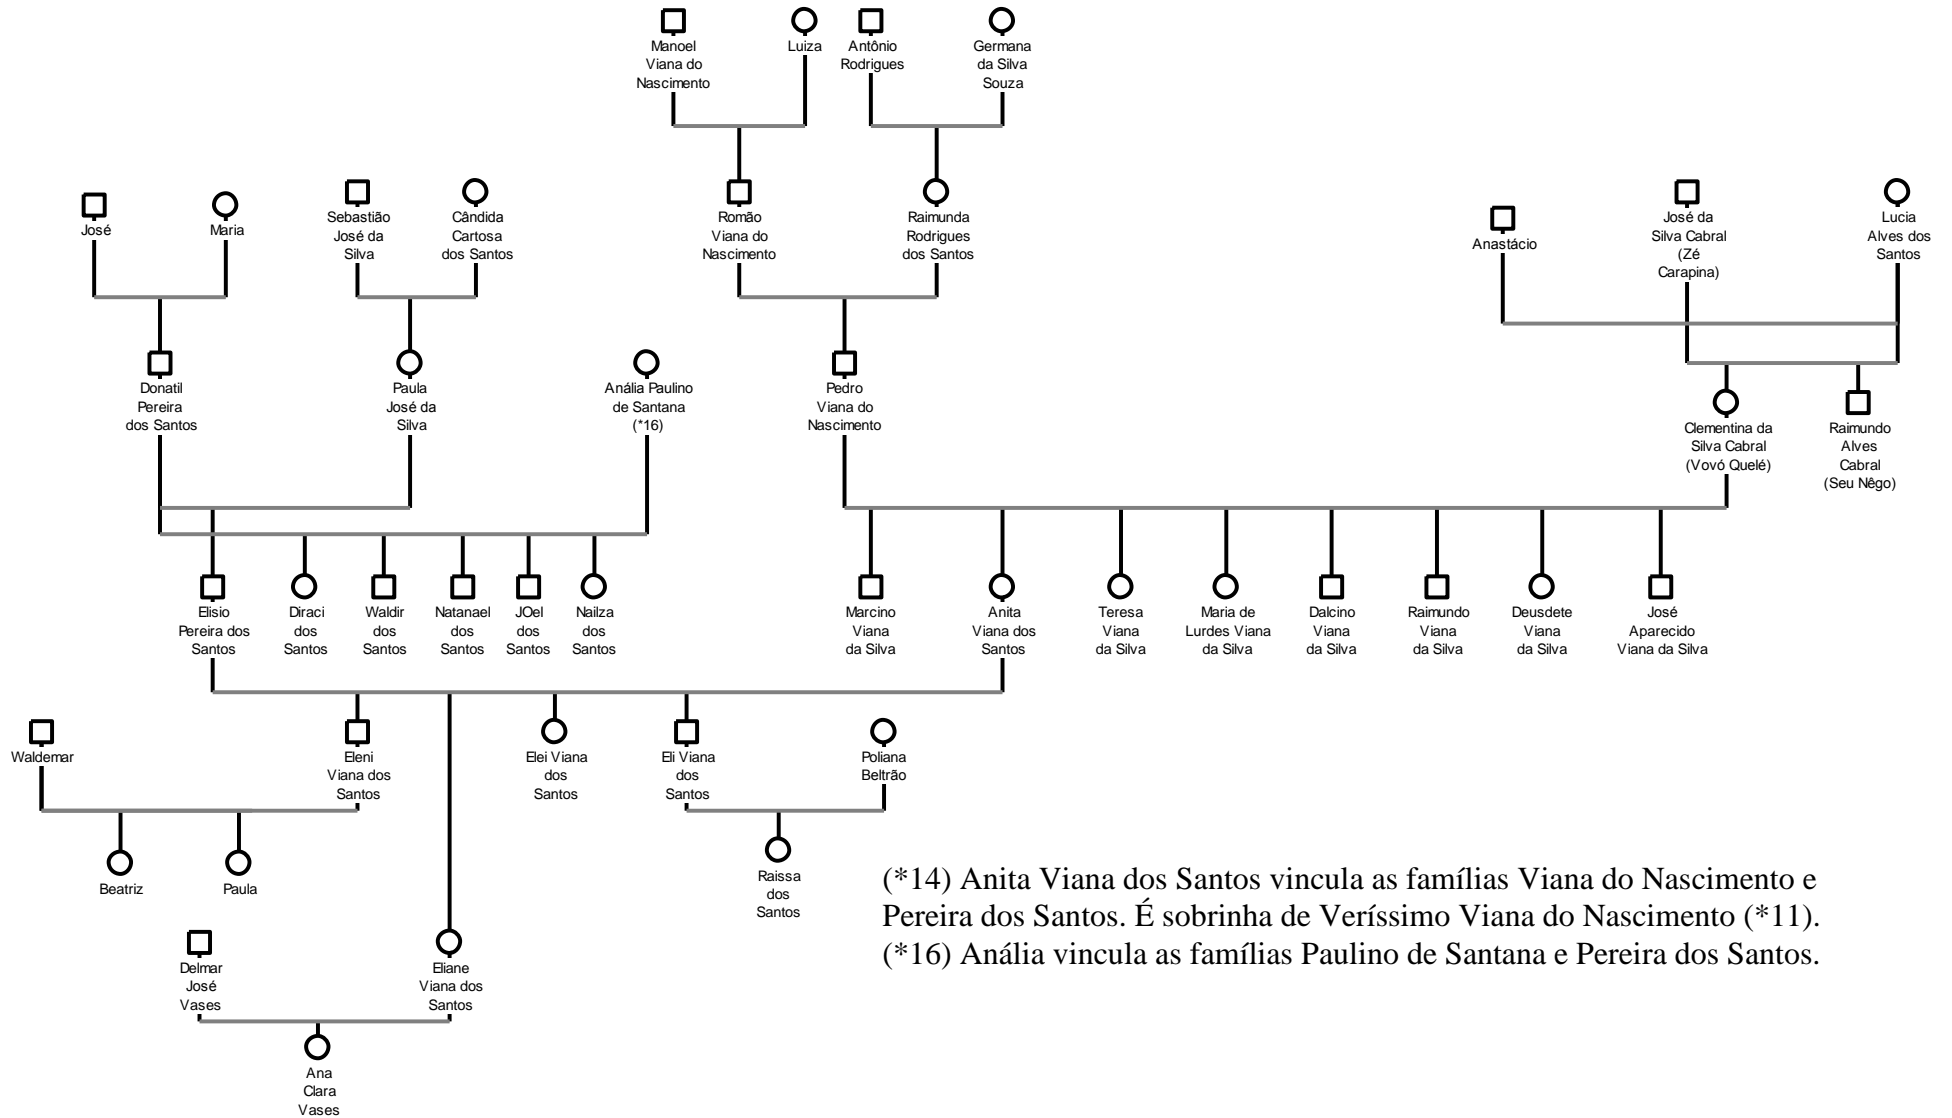 Manoel
Viana do
Nascimento
Luiza
Antônio
Rodrigues
Germana
da Silva
Souza
José
Maria
Sebastião
José da
Silva
Cândida
Cartosa
dos Santos
Romão
Viana do
Nascimento
Raimunda
Rodrigues
dos Santos
Anastácio
José da
Silva Cabral
(Zé
Carapina)
Lucia
Alves dos
Santos
Donatil
Pereira
dos Santos
Paula
José da
Silva
Anália Paulino
de Santana
(*16)
Pedro
Viana do
Nascimento
Clementina da
Silva Cabral
(Vovó Quelé)
Raimundo
Alves
Cabral
(Seu Nêgo)
Elisio
Pereira dos
Santos
Diraci
dos
Santos
Waldir
dos
Santos
Natanael
dos
Santos
JOel
dos
Santos
Nailza
dos
Santos
Marcino
Viana
da Silva
Anita
Viana dos
Santos
Teresa
Viana
da Silva
Maria de
Lurdes Viana
da Silva
Dalcino
Viana
da Silva
Raimundo
Viana
da Silva
Deusdete
Viana
da Silva
José
Aparecido
Viana da Silva
Waldemar
Eleni
Viana dos
Santos
Elei Viana
dos
Santos
Eli Viana
dos
Santos
Poliana
Beltrão
Beatriz
Paula
Raissa
dos
Santos
Delmar
José
Vases
Eliane
Viana dos
Santos
Ana
Clara
Vases
(*14) Anita Viana dos Santos vincula as famílias Viana do Nascimento e
Pereira dos Santos. É sobrinha de Veríssimo Viana do Nascimento (*11).
(*16) Anália vincula as famílias Paulino de Santana e Pereira dos Santos.